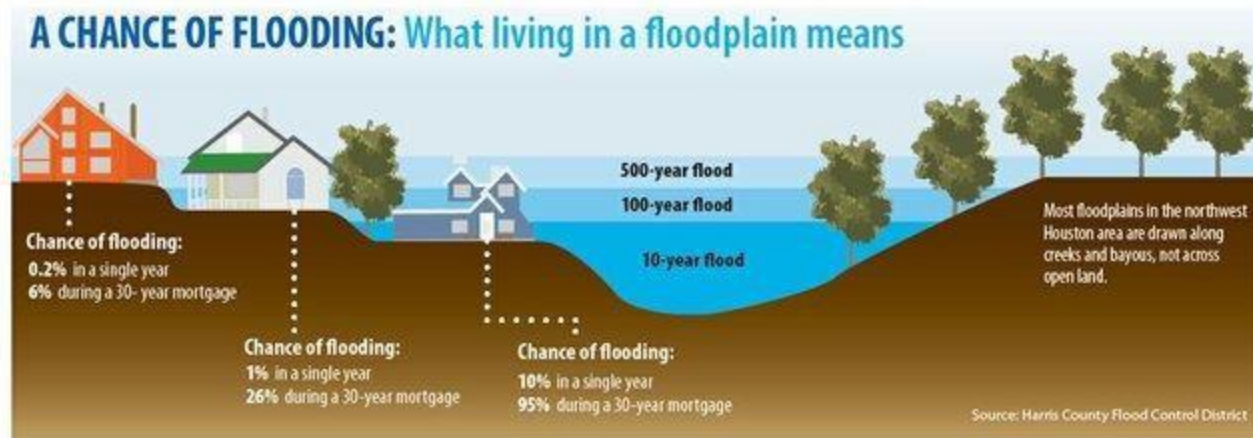 A CHANCE OF FLOODING: What living in a floodplain means
500-year flood
100-year flood
10-year flood
Chance of flooding:
0.2% in a single year
6% during a 30- year mortgage
Chance of flooding:
1% in a single year
26% during a 30-year mortgage
Chance of flooding:
10% in a single year
95% during a 30-year mortgage
Most floodplains in the northwest
Houston area are drawn along
creeks and bayous, not across
open land.
Source: Harris County Flood Control District